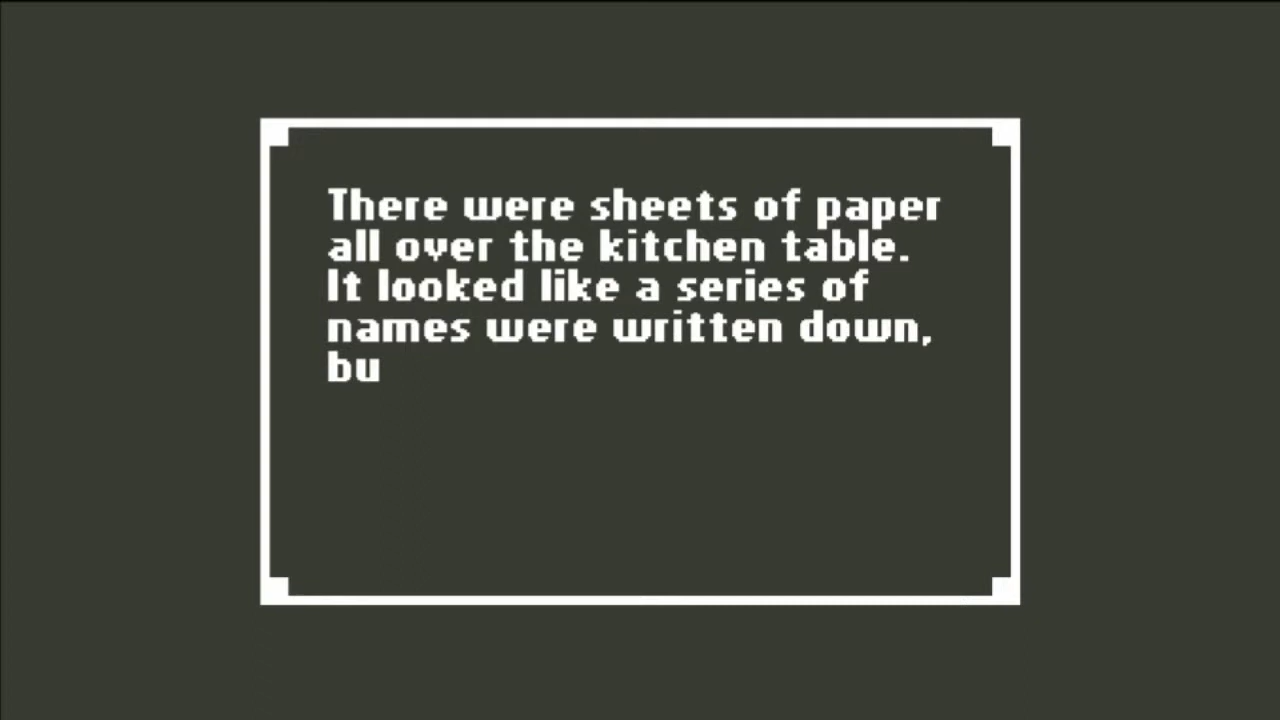 There were sheets of paper
all over the kitchen table.
It looked like a series of
names were written down,
bu